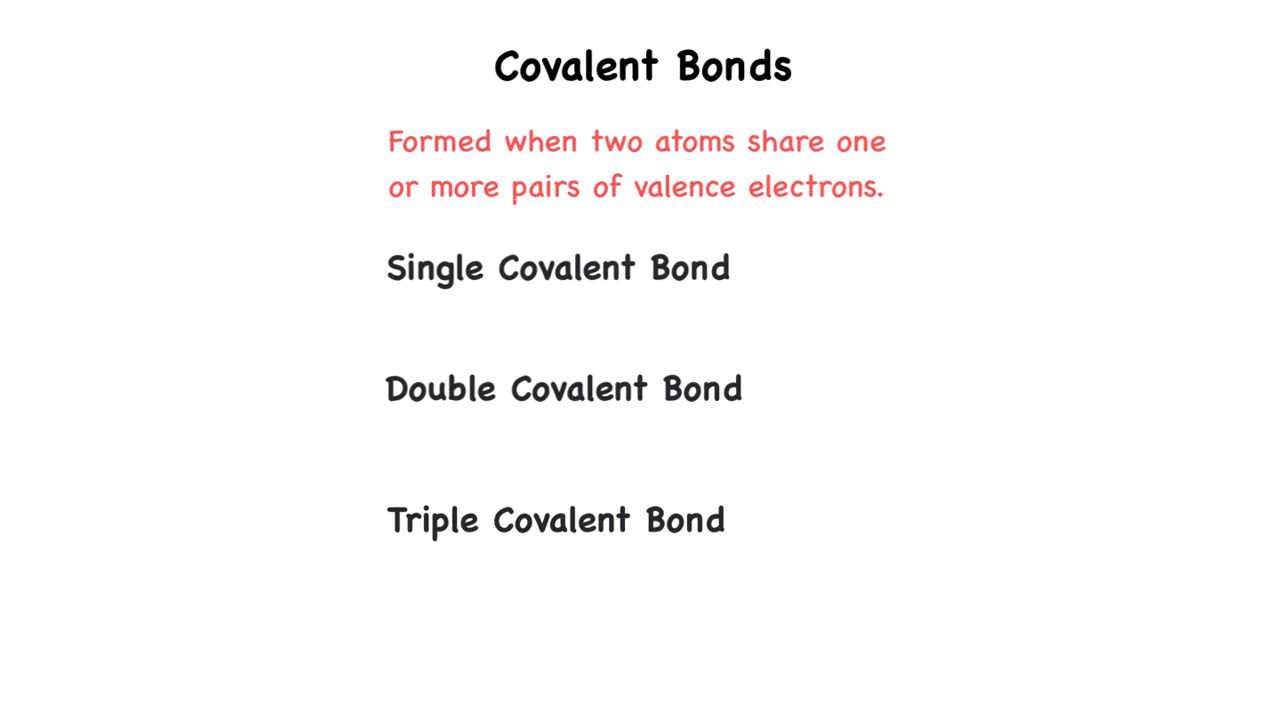 Covalent Bonds
Formed when two atoms share one
or more pairs of valence electrons.
Single Covalent Bond
Double Covalent Bond
Triple Covalent Bond